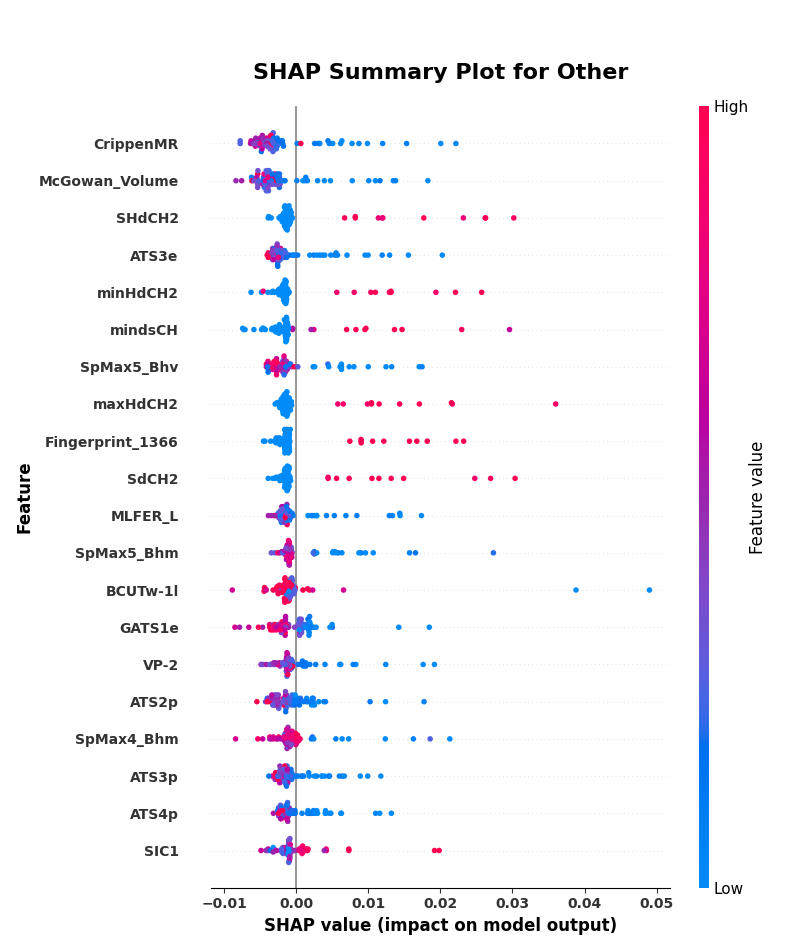 SHAP Summary Plot for Other
High
CrippenMR
McGowan_Volume
SHdCH2
ATS3e
minHdCH2
mindsCH
SpMax5_Bhv
maxHdCH2
Fingerprint_1366
SdCH2
MLFER_L
SpMax5_Bhm
BCUTw-1l
GATS1e
VP-2
ATS2p
SpMax4_Bhm
ATS3p
ATS4p
SIC1
Feature
Feature value
Low
−0.01 0.00 0.01 0.02 0.03 0.04 0.05
SHAP value (impact on model output)